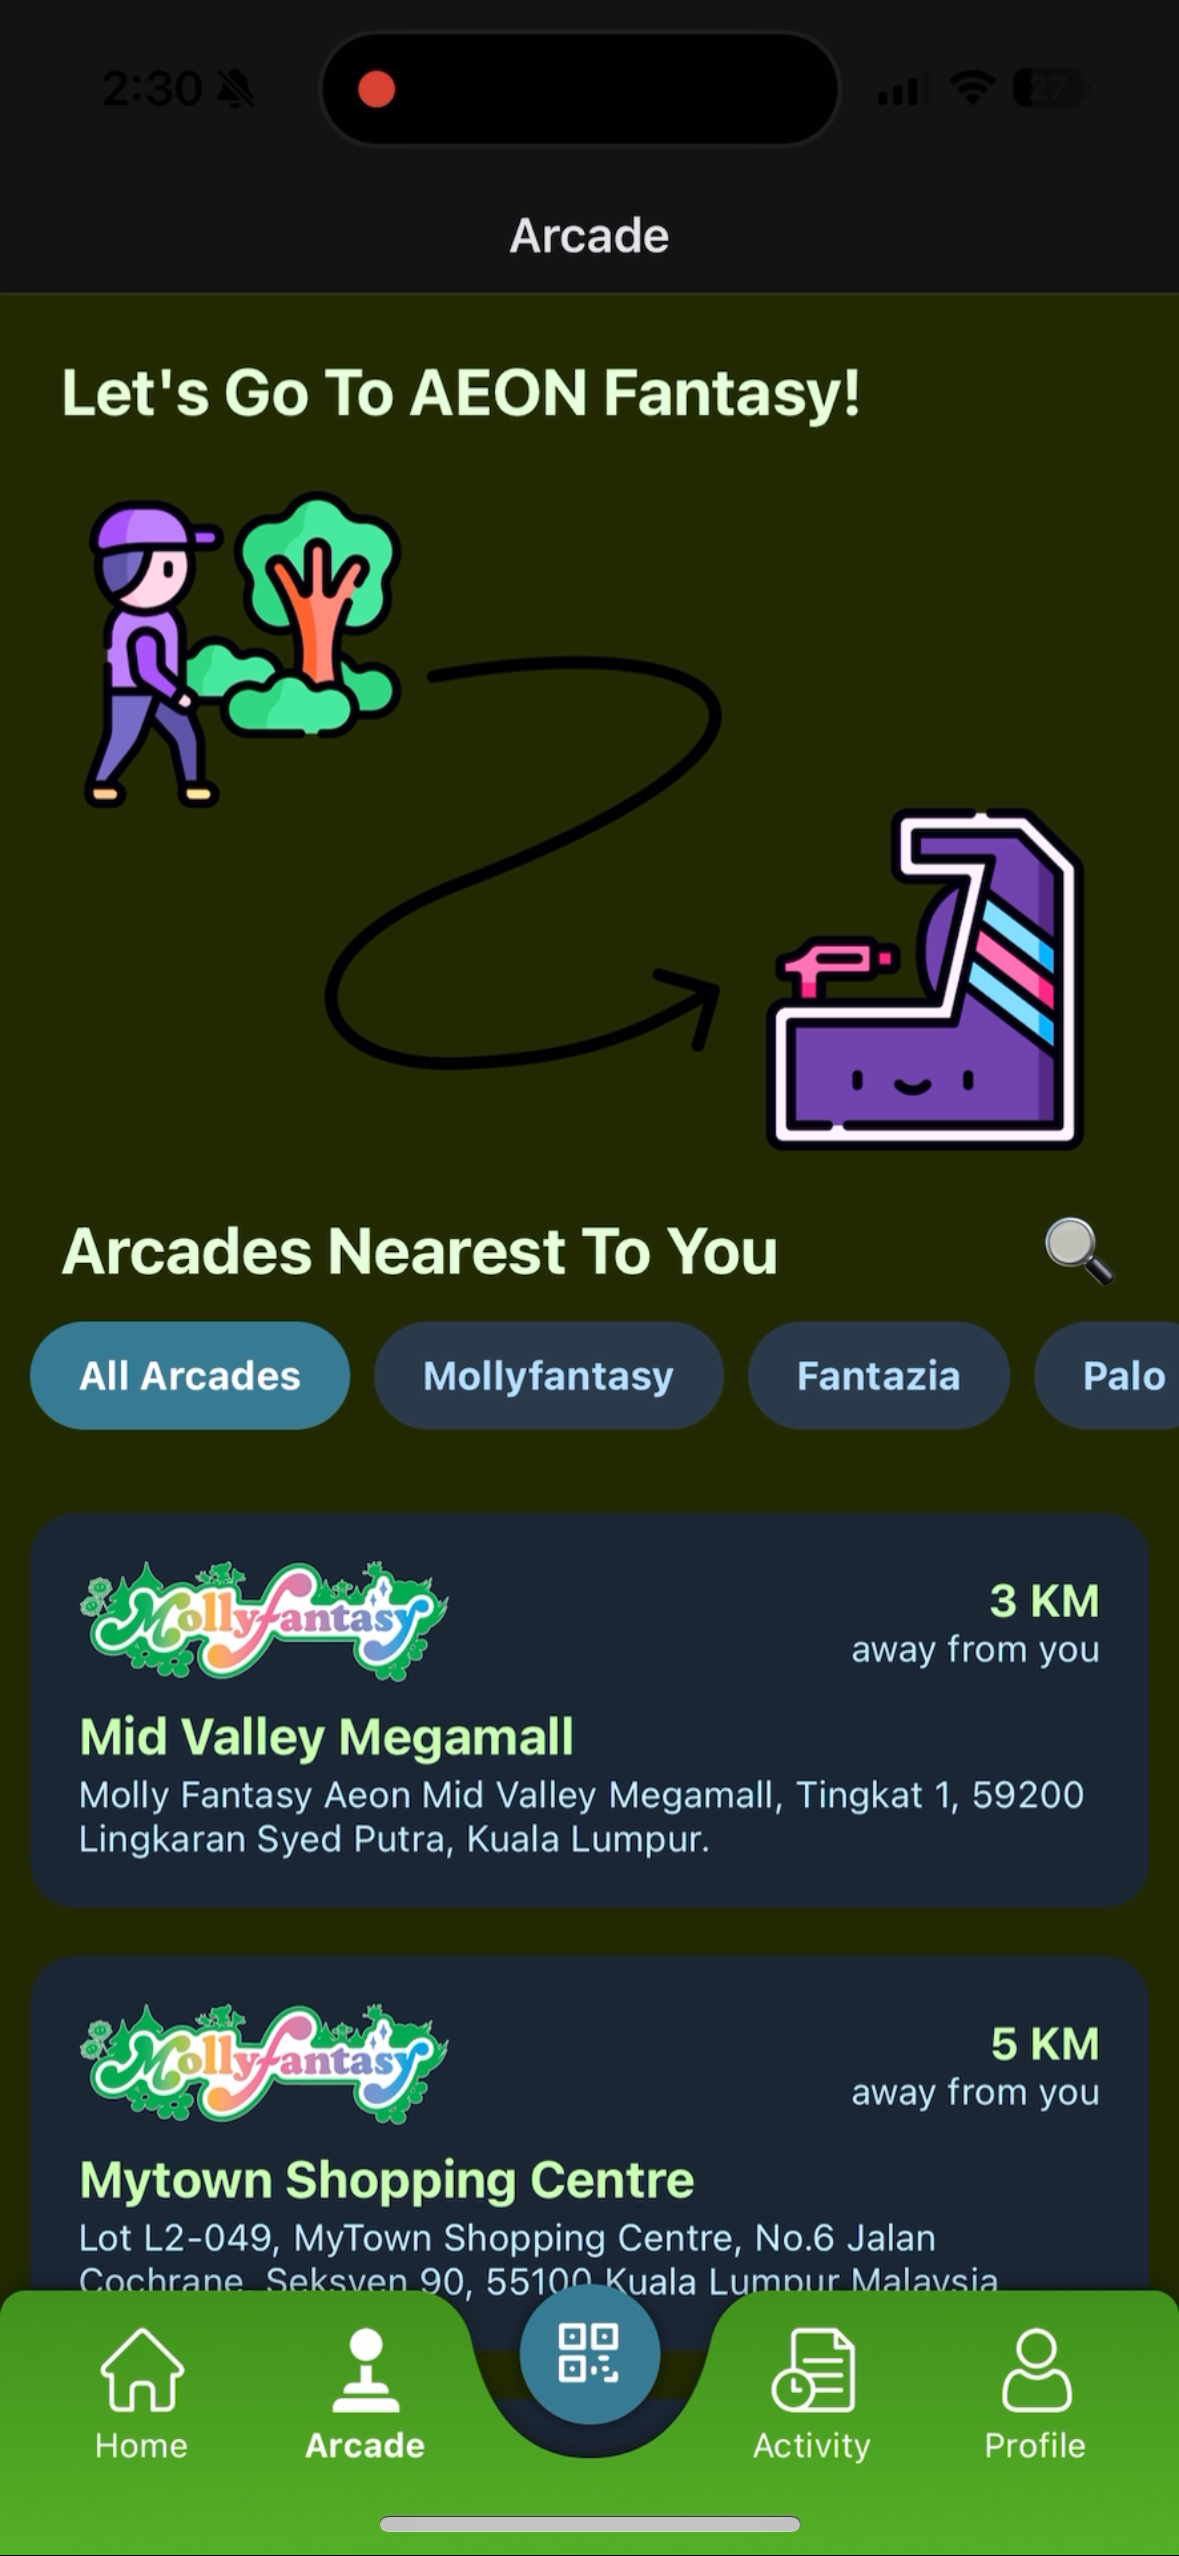 2:30
27
Arcade
Let's Go To AEON Fantasy!
Arcades Nearest To You
All Arcades
Mollyfantasy
Fantazia
Palo
Mollyfantasy
3 KM
away from you
Mid Valley Megamall
Molly Fantasy Aeon Mid Valley Megamall, Tingkat 1, 59200
Lingkaran Syed Putra, Kuala Lumpur.
Mollyfantasy
5 KM
away from you
Mytown Shopping Centre
Lot L2-049, MyTown Shopping Centre, No.6 Jalan
Cochrane, Seksyen 90, 55100 Kuala Lumpur Malaysia
Home
Arcade
Activity
Profile